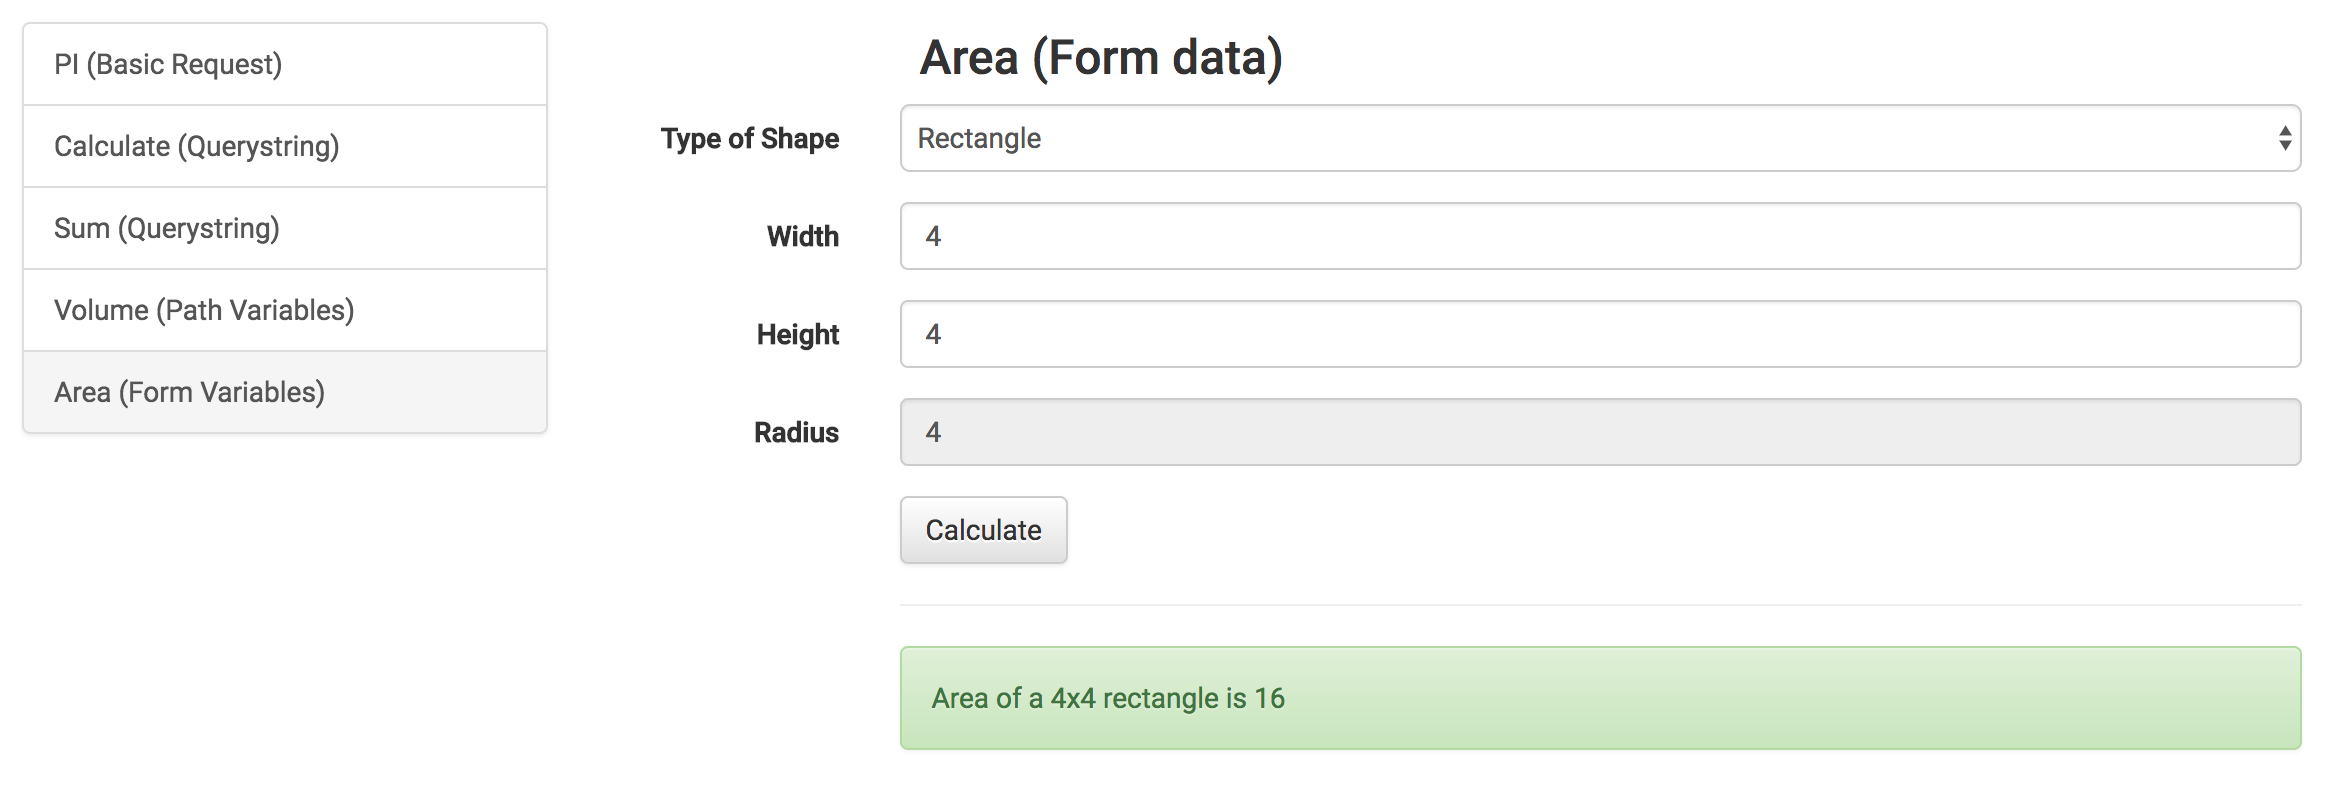 PI (Basic Request)
Calculate (Querystring)
Sum (Querystring)
Volume (Path Variables)
Area (Form Variables)
Area (Form data)
Type of Shape
Rectangle
Width
4
Height
4
Radius
4
Calculate
Area of a 4x4 rectangle is 16